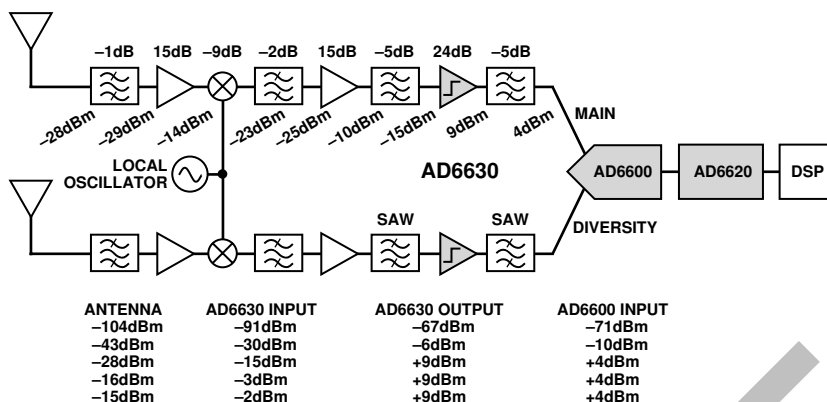 –1dB 15dB –9dB –2dB 15dB –5dB 24dB –5dB
–28dBm –29dBm –14dBm –23dBm –25dBm –10dBm –15dBm 9dBm 4dBm
MAIN
LOCAL
OSCILLATOR
AD6630
AD6600 AD6620 DSP
SAW SAW
DIVERSITY
ANTENNA AD6630 INPUT AD6630 OUTPUT AD6600 INPUT
–104dBm –91dBm –67dBm –71dBm
–43dBm –30dBm –6dBm –10dBm
–28dBm –15dBm +9dBm +4dBm
–16dBm –3dBm +9dBm +4dBm
–15dBm –2dBm +9dBm +4dBm